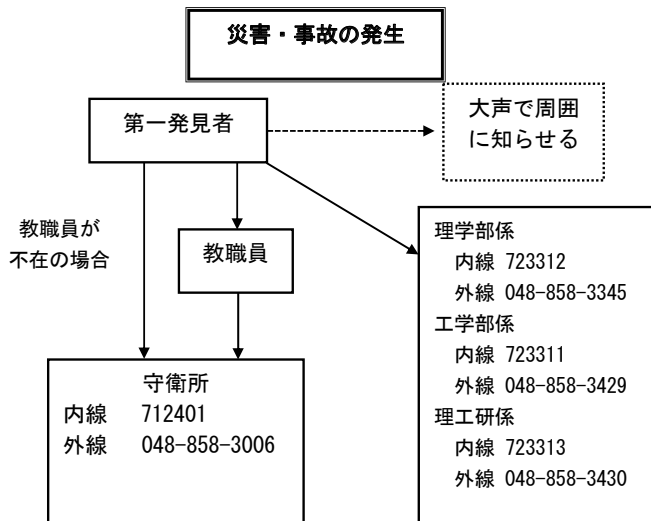 災害・事故の発生
第一発見者
大声で周囲
に知らせる
教職員が
不在の場合
教職員
守衛所
内線 712401
外線 048-858-3006
理学部係
内線 723312
外線 048-858-3345
工学部係
内線 723311
外線 048-858-3429
理工研係
内線 723313
外線 048-858-3430